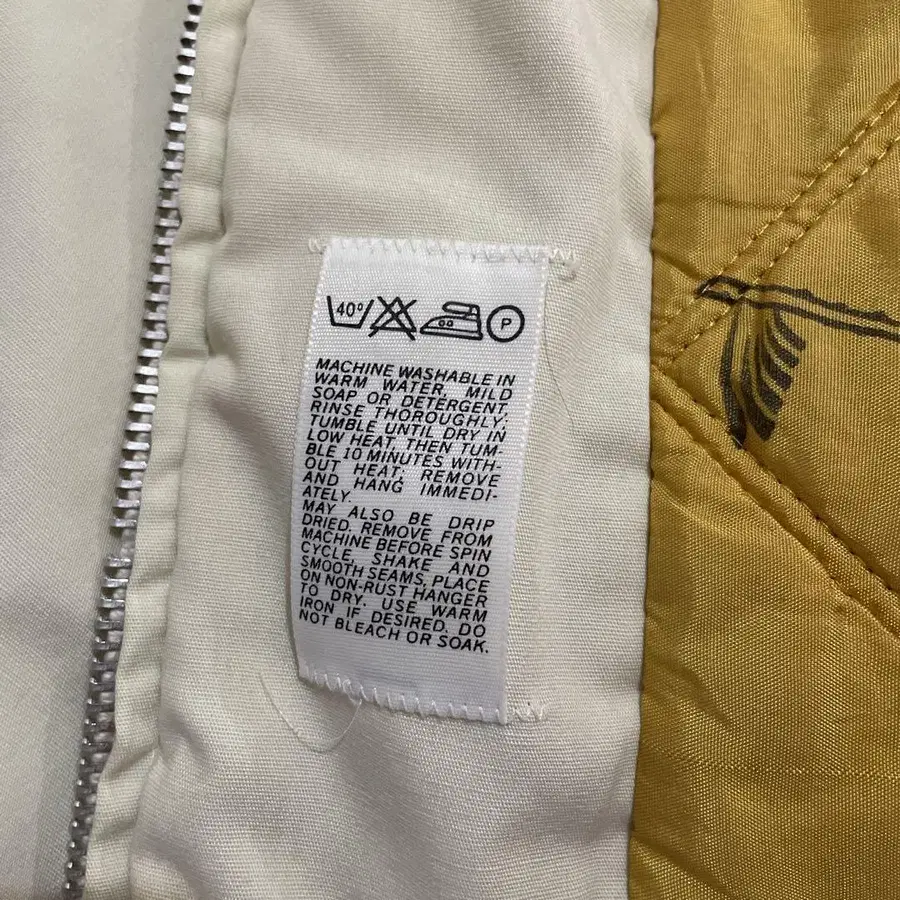 40° P
MACHINE WASHABLE IN
WARM WATER, MILD
SOAP OR DETERGENT,
RINSE THOROUGHLY;
TUMBLE UNTIL DRY IN
LOW HEAT, THEN TUM-
BLE 10 MINUTES WITH-
OUT HEAT; REMOVE
AND HANG IMMEDI-
ATELY.
MAY ALSO BE DRIP
DRIED. REMOVE FROM
MACHINE BEFORE SPIN
CYCLE, SHAKE AND
SMOOTH SEAMS, PLACE
ON NON-RUST HANGER
TO DRY. USE WARM
IRON IF DESIRED. DO
NOT BLEACH OR SOAK.